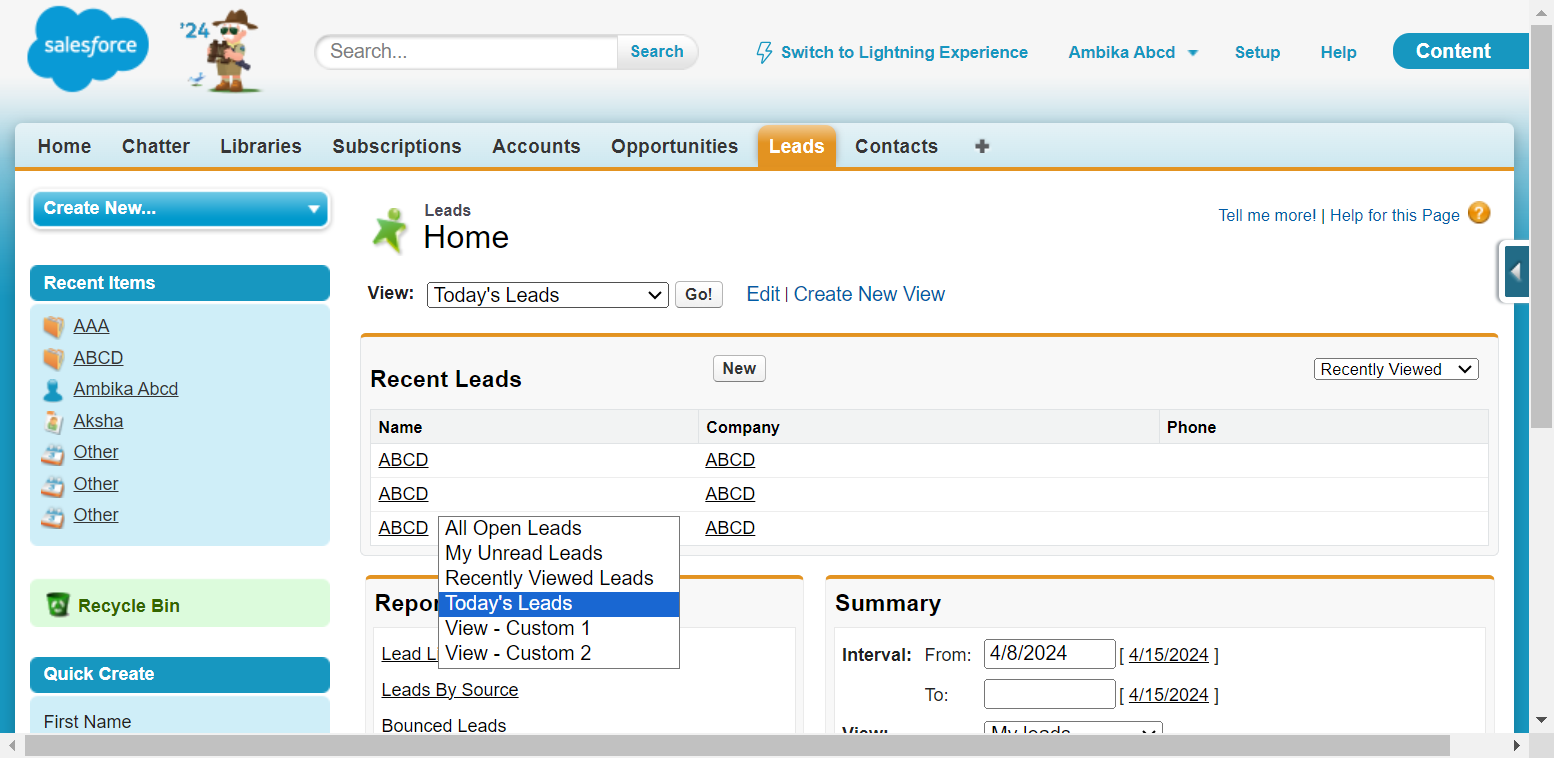 salesforce
'24
Search...
Search
Switch to Lightning Experience
Ambika Abcd
Setup
Help
Content
Home
Chatter
Libraries
Subscriptions
Accounts
Opportunities
Leads
Contacts
Create New...
Recent Items
AAA
ABCD
Ambika Abcd
Aksha
Other
Other
Other
Recycle Bin
Quick Create
First Name
Leads
Home
Tell me more! | Help for this Page ?
View: Today's Leads Go! Edit | Create New View
Recent Leads New Recently Viewed
Name Company Phone
ABCD ABCD
ABCD ABCD
ABCD ABCD
All Open Leads
My Unread Leads
Recently Viewed Leads
Today's Leads
View - Custom 1
View - Custom 2
Lead
Leads By Source
Bounced Leads
Summary
Interval: From: 4/8/2024 [ 4/15/2024 ]
To: [ 4/15/2024 ]
View: My leads